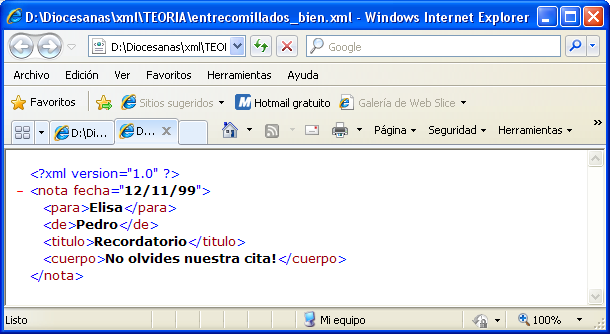 D:\Diocesanas\xml\TEORIA\entrecomillados_bien.xml - Windows Internet Explorer
D:\Diocesanas\xml\TEOI Google
Archivo Edición Ver Favoritos Herramientas Ayuda
Favoritos Sitios sugeridos Hotmail gratuito Galería de Web Slice
D:\Di... D... Página Seguridad Herramientas »
<?xml version="1.0" ?>
- <nota fecha="12/11/99">
<para>Elisa</para>
<de>Pedro</de>
<titulo>Recordatorio</titulo>
<cuerpo>No olvides nuestra cita!</cuerpo>
</nota>
Listo Mi equipo 100%